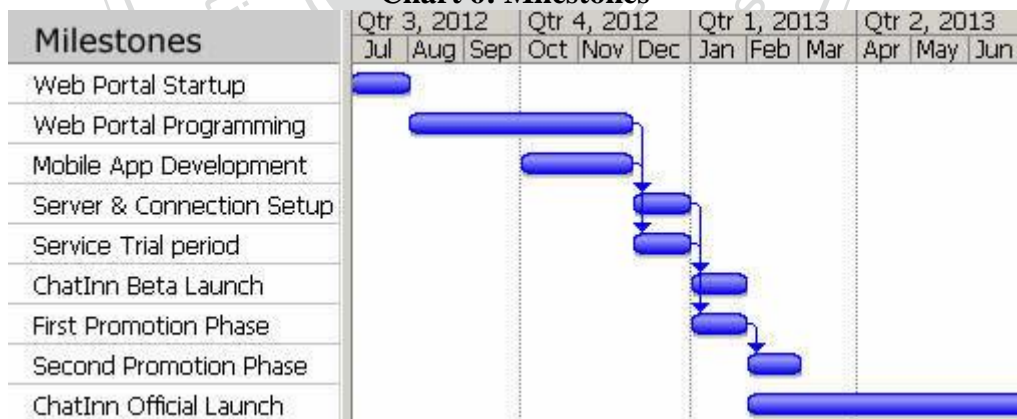 Chart 6. Milestones
Milestones
Qtr 3, 2012 Qtr 4, 2012 Qtr 1, 2013 Qtr 2, 2013
Jul Aug Sep Oct Nov Dec Jan Feb Mar Apr May Jun
Web Portal Startup
Web Portal Programming
Mobile App Development
Server & Connection Setup
Service Trial period
ChatInn Beta Launch
First Promotion Phase
Second Promotion Phase
ChatInn Official Launch